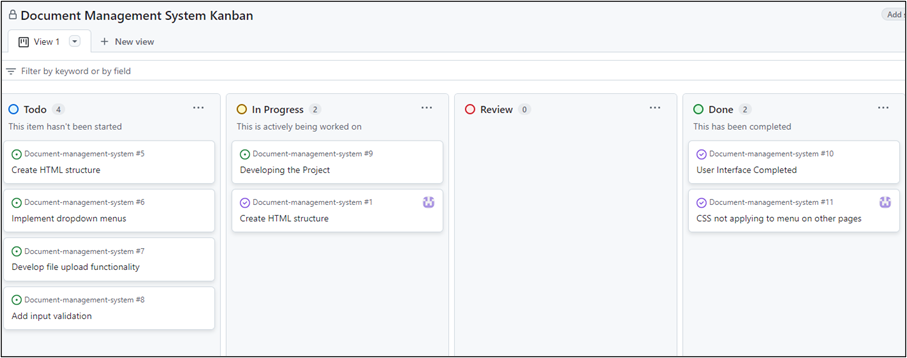 Document Management System Kanban
Add
View 1
New view
Filter by keyword or by field
Todo 4
This item hasn't been started
Document-management-system #5
Create HTML structure
Document-management-system #6
Implement dropdown menus
Document-management-system #7
Develop file upload functionality
Document-management-system #8
Add input validation
In Progress 2
This is actively being worked on
Document-management-system #9
Developing the Project
Document-management-system #1
Create HTML structure
Review 0
Done 2
This has been completed
Document-management-system #10
User Interface Completed
Document-management-system #11
CSS not applying to menu on other pages